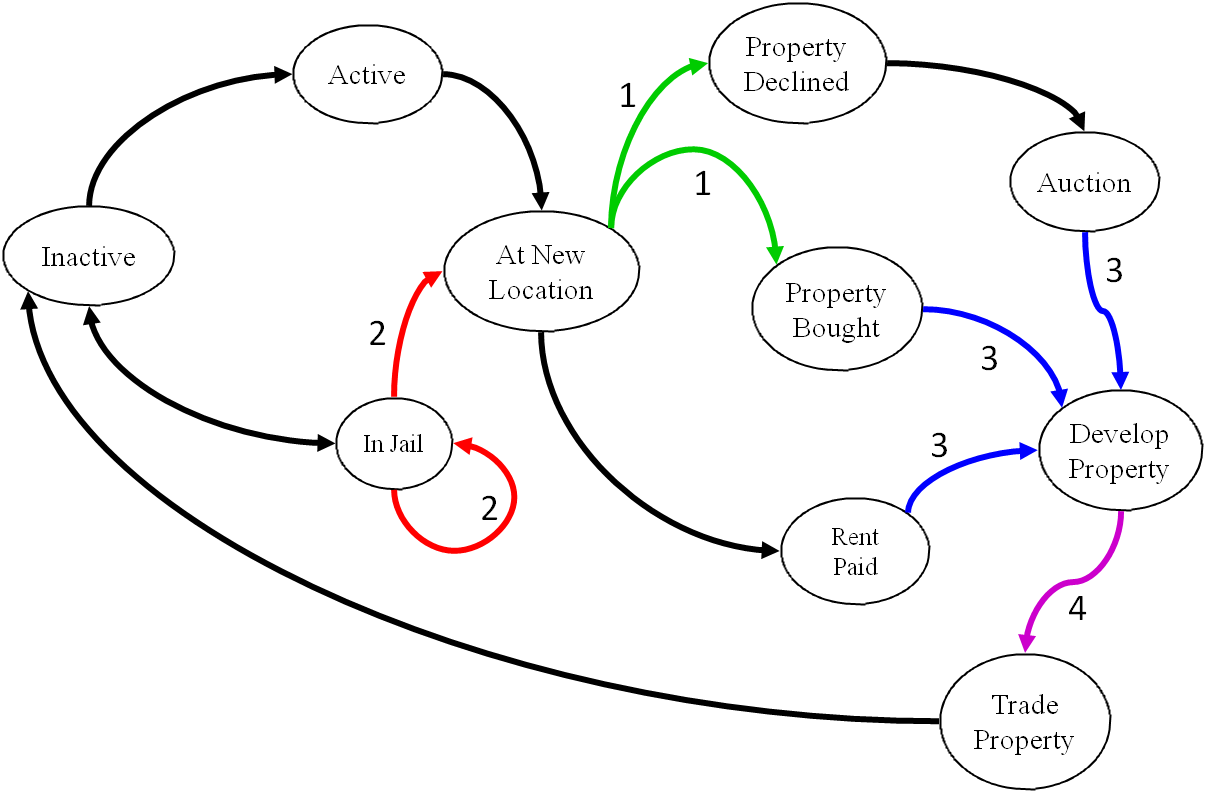 Active
Property
Declined
1
1
Auction
Inactive
At New
Location
3
Property
Bought
2
3
In Jail
Develop
Property
3
2
Rent
Paid
4
Trade
Property